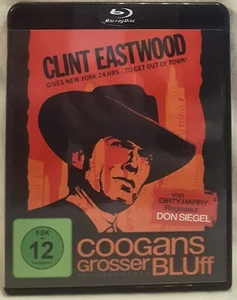 Blu-ray Disc
CLINT EASTWOOD
GIVES NEW YORK 24 HRS...TO GET OUT OF TOWN!
von
DIRTY HARRY
Regisseur
DON SIEGEL
FSK
12
COOGANS
GROSSER BLUff